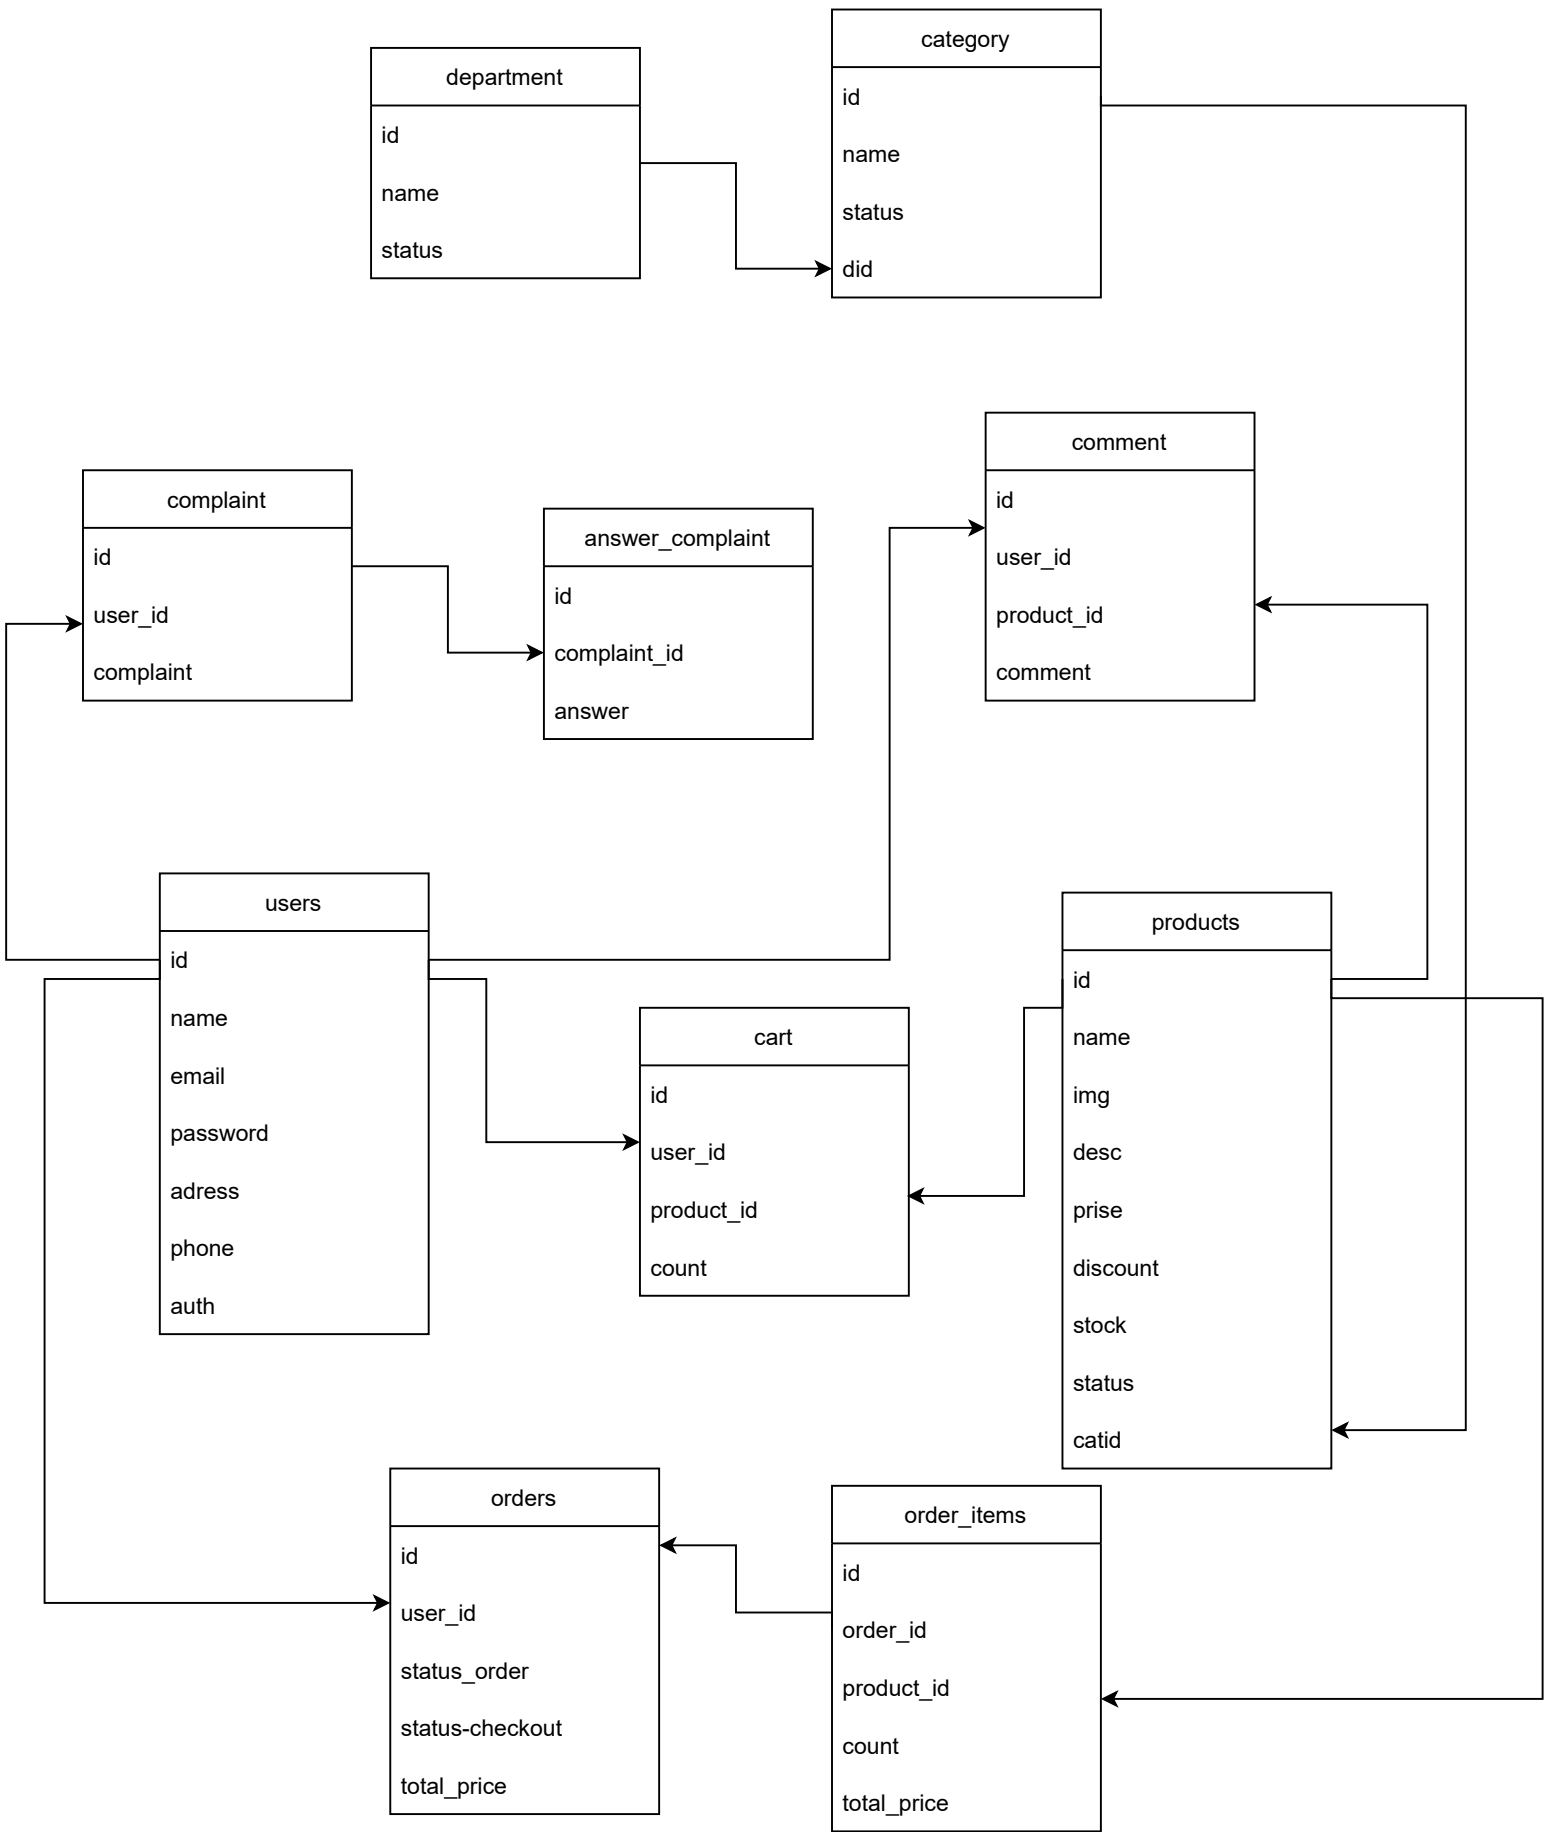 department
id
name
status
category
id
name
status
did
complaint
id
user_id
complaint
answer_complaint
id
complaint_id
answer
comment
id
user_id
product_id
comment
users
id
name
email
password
adress
phone
auth
cart
id
user_id
product_id
count
products
id
name
img
desc
prise
discount
stock
status
catid
orders
id
user_id
status_order
status-checkout
total_price
order_items
id
order_id
product_id
count
total_price